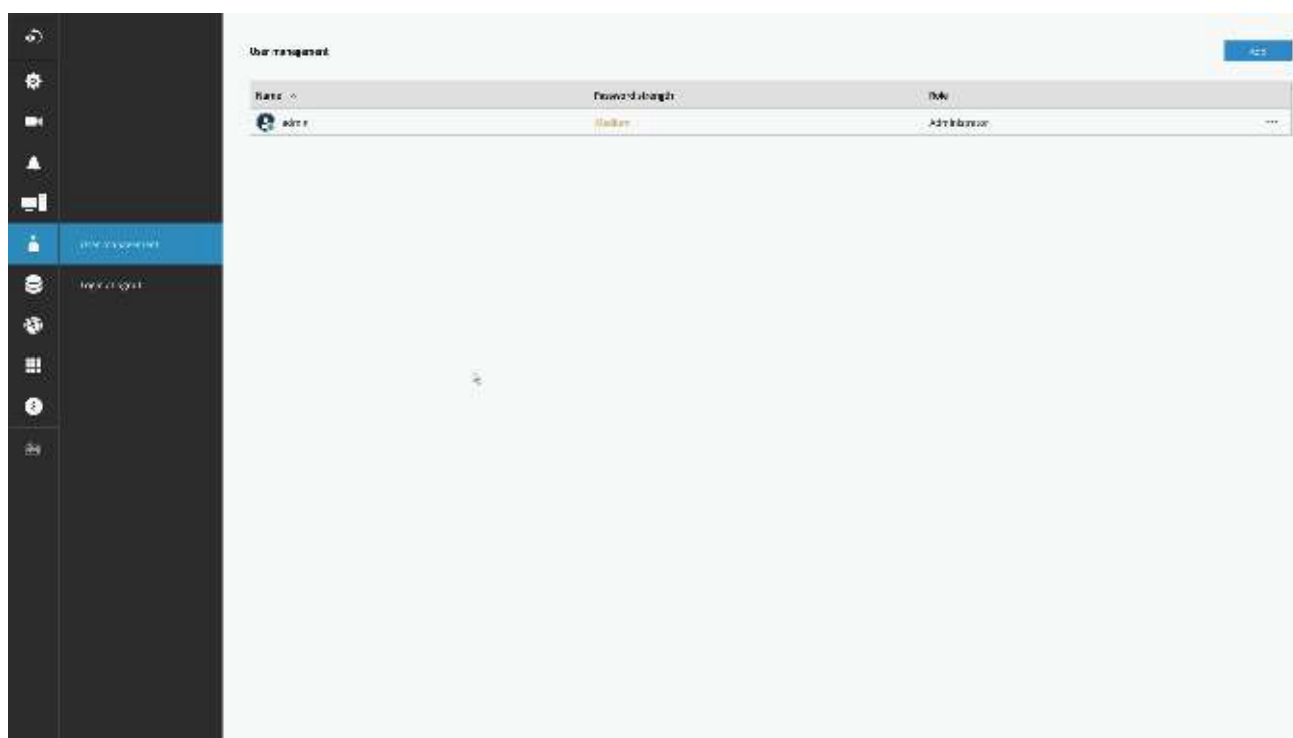 User management
Add
Name
Password strength
Role
admin
Medium
Administrator
User management